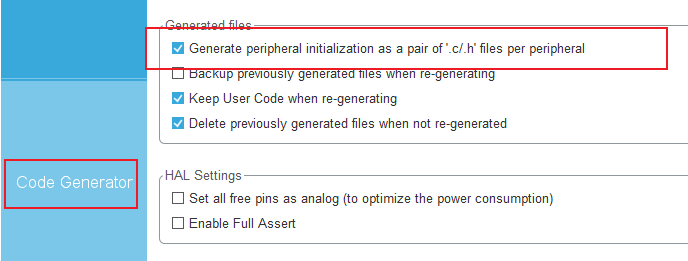 Generated files
Generate peripheral initialization as a pair of '.c/.h' files per peripheral
Backup previously generated files when re-generating
Keep User Code when re-generating
Delete previously generated files when not re-generated
Code Generator
HAL Settings
Set all free pins as analog (to optimize the power consumption)
Enable Full Assert